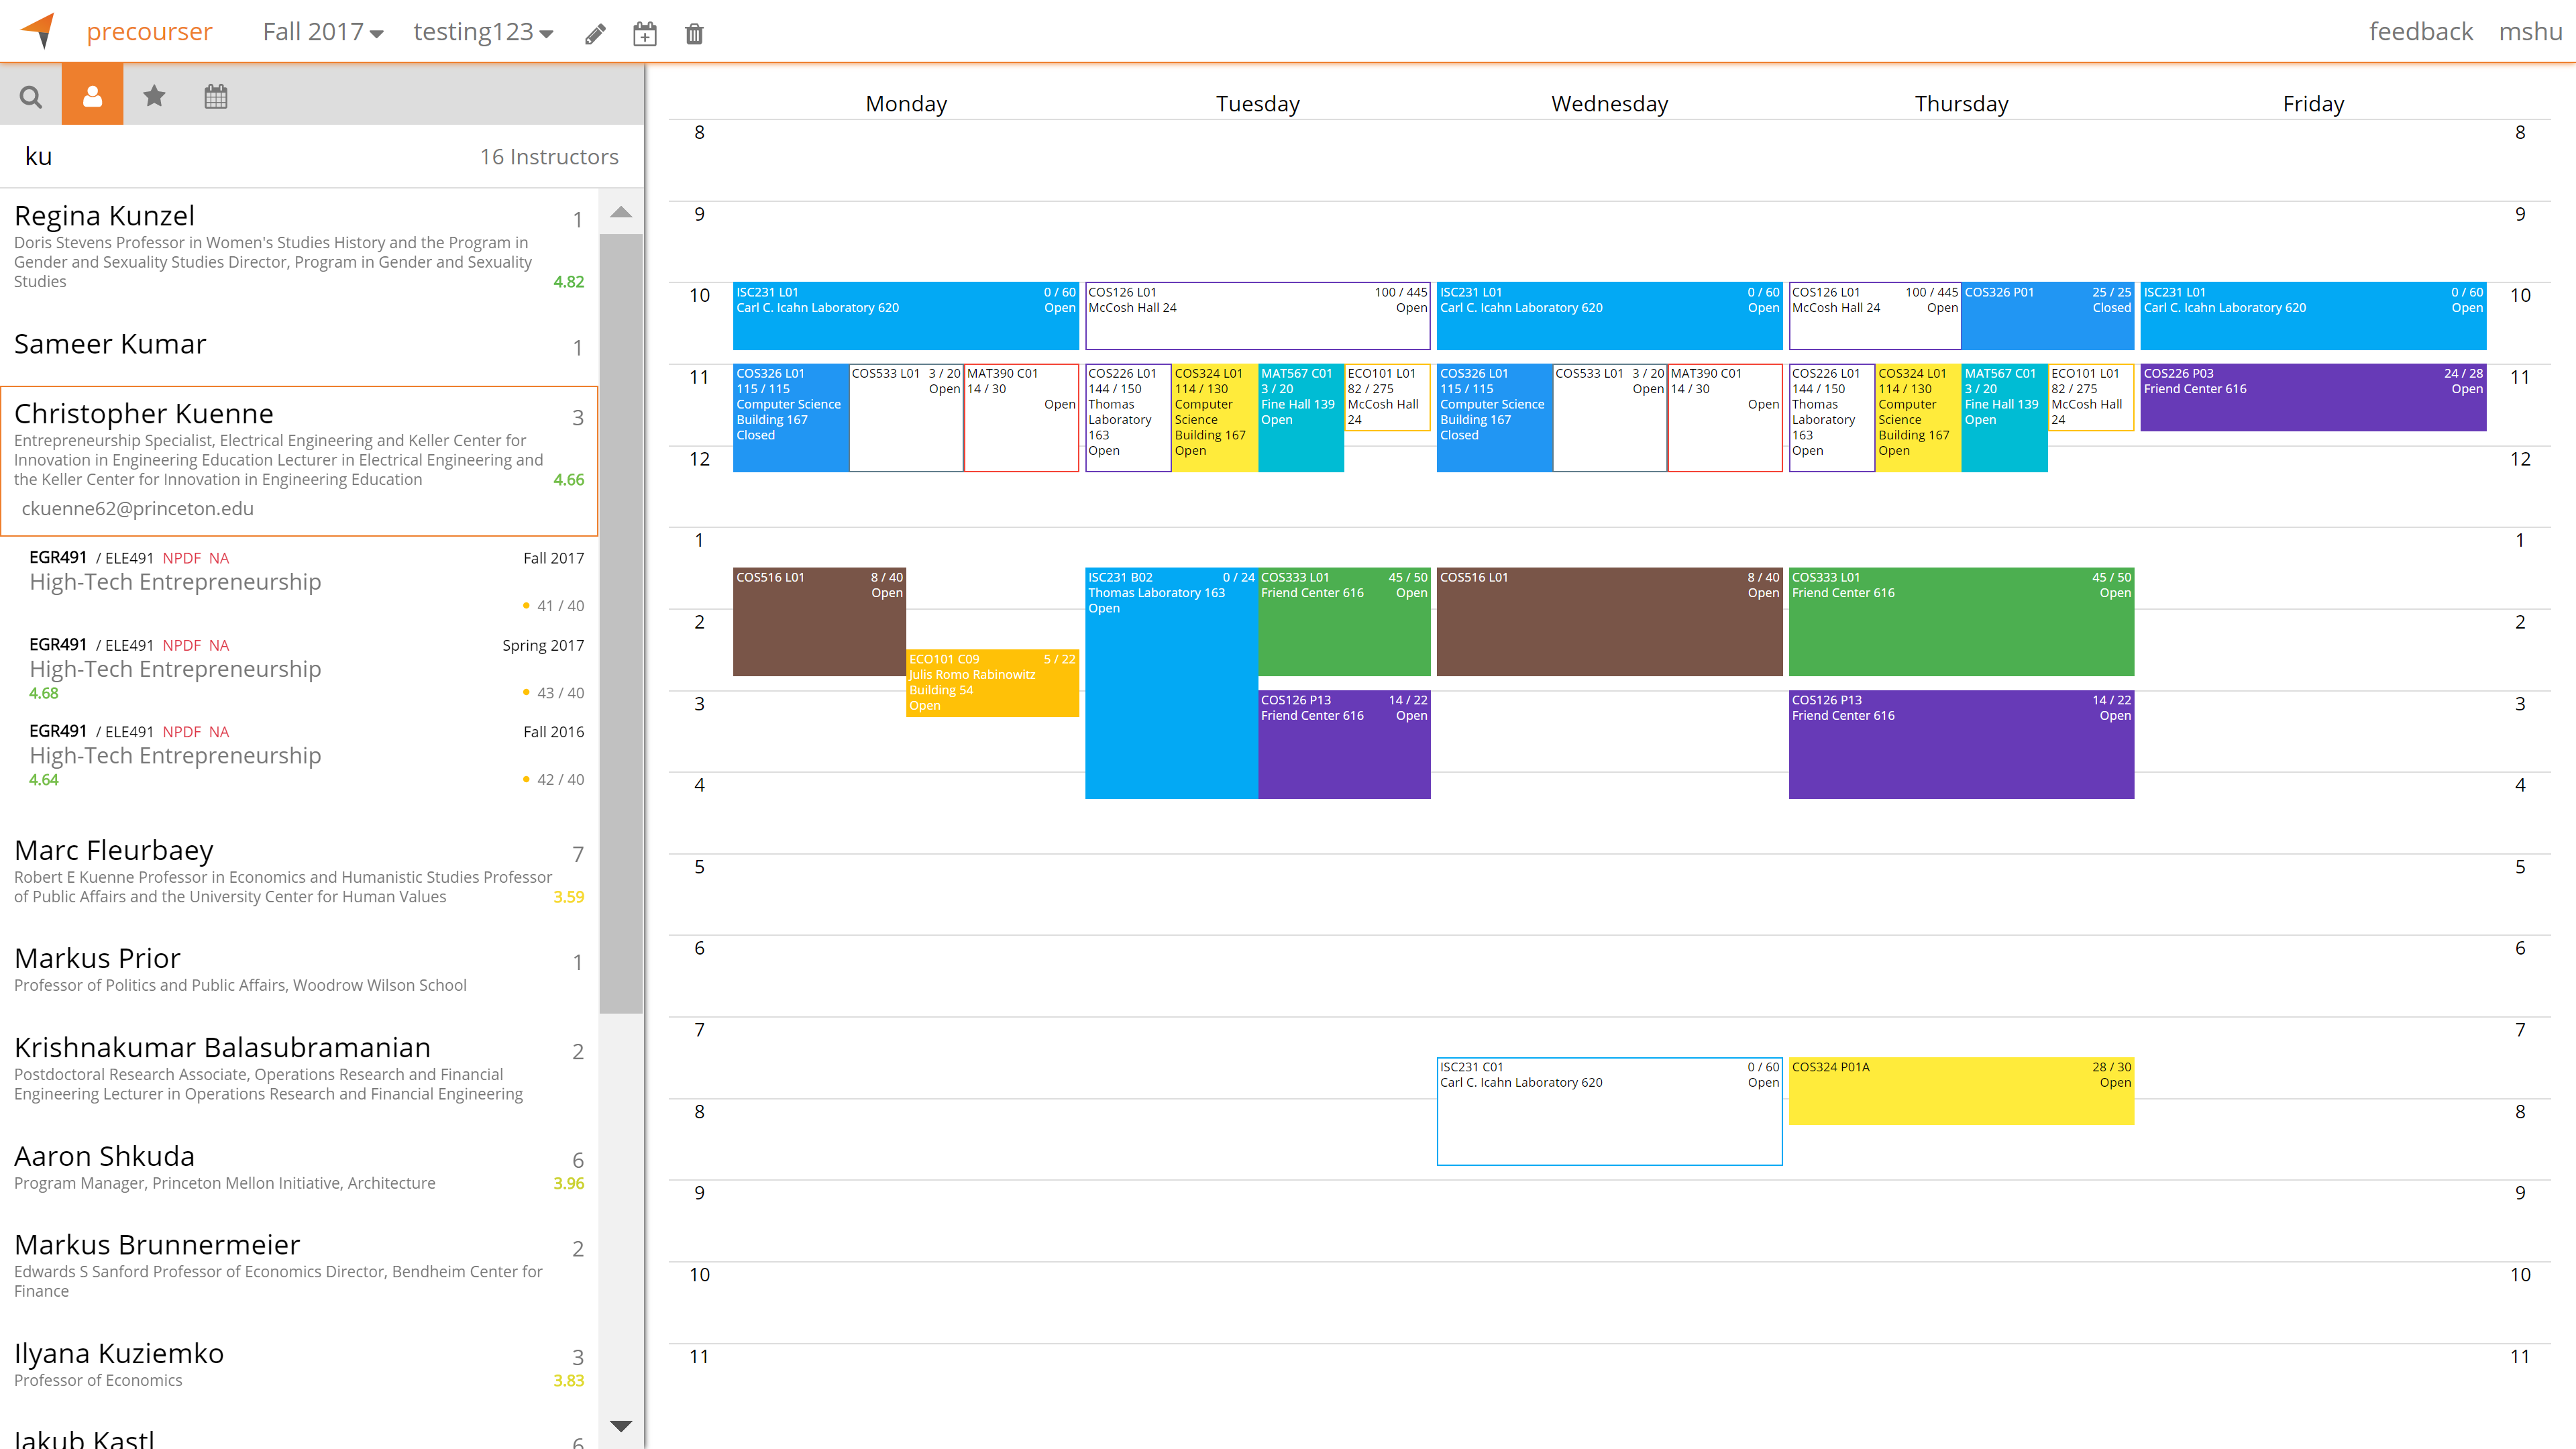 precourser
Fall 2017
testing123
feedback
mshu
ku
16 Instructors
Regina Kunzel
1
Doris Stevens Professor in Women's Studies History and the Program in
Gender and Sexuality Studies Director, Program in Gender and Sexuality
Studies
4.82
Sameer Kumar
1
Christopher Kuenne
3
Entrepreneurship Specialist, Electrical Engineering and Keller Center for
Innovation in Engineering Education Lecturer in Electrical Engineering and
the Keller Center for Innovation in Engineering Education
4.66
ckuenne62@princeton.edu
EGR491 / ELE491 NPDF NA
Fall 2017
High-Tech Entrepreneurship
41 / 40
EGR491 / ELE491 NPDF NA
Spring 2017
High-Tech Entrepreneurship
4.68
43 / 40
EGR491 / ELE491 NPDF NA
Fall 2016
High-Tech Entrepreneurship
4.64
42 / 40
Marc Fleurbaey
7
Robert E Kuenne Professor in Economics and Humanistic Studies Professor
of Public Affairs and the University Center for Human Values
3.59
Markus Prior
1
Professor of Politics and Public Affairs, Woodrow Wilson School
Krishnakumar Balasubramanian
2
Postdoctoral Research Associate, Operations Research and Financial
Engineering Lecturer in Operations Research and Financial Engineering
Aaron Shkuda
6
Program Manager, Princeton Mellon Initiative, Architecture
3.96
Markus Brunnermeier
2
Edwards S Sanford Professor of Economics Director, Bendheim Center for
Finance
Ilyana Kuziemko
3
Professor of Economics
3.83
Jakub Kastl
6
Monday
Tuesday
Wednesday
Thursday
Friday
8
8
9
9
10
10
ISC231 L01
0 / 60
Carl C. Icahn Laboratory 620
Open
COS126 L01
100 / 445
McCosh Hall 24
Open
ISC231 L01
0 / 60
Carl C. Icahn Laboratory 620
Open
COS126 L01
100 / 445
McCosh Hall 24
Open
COS326 P01
25 / 25
Closed
ISC231 L01
0 / 60
Carl C. Icahn Laboratory 620
Open
11
11
COS326 L01
115 / 115
Computer Science
Building 167
Closed
COS533 L01
3 / 20
Open
MAT390 C01
14 / 30
Open
COS226 L01
144 / 150
Thomas
Laboratory
163
Open
COS324 L01
114 / 130
Computer
Science
Building 167
Open
MAT567 C01
3 / 20
Fine Hall 139
Open
ECO101 L01
82 / 275
McCosh Hall
24
COS326 L01
115 / 115
Computer Science
Building 167
Closed
COS533 L01
3 / 20
Open
MAT390 C01
14 / 30
Open
COS226 L01
144 / 150
Thomas
Laboratory
163
Open
COS324 L01
114 / 130
Computer
Science
Building 167
Open
MAT567 C01
3 / 20
Fine Hall 139
Open
ECO101 L01
82 / 275
McCosh Hall
24
COS226 P03
24 / 28
Friend Center 616
Open
12
12
1
1
COS516 L01
8 / 40
Open
ISC231 B02
0 / 24
Thomas Laboratory 163
Open
COS333 L01
45 / 50
Friend Center 616
Open
COS516 L01
8 / 40
Open
COS333 L01
45 / 50
Friend Center 616
Open
2
2
ECO101 C09
5 / 22
Julis Romo Rabinowitz
Building 54
Open
3
3
COS126 P13
14 / 22
Friend Center 616
Open
COS126 P13
14 / 22
Friend Center 616
Open
4
4
5
5
6
6
7
7
ISC231 C01
0 / 60
Carl C. Icahn Laboratory 620
Open
COS324 P01A
28 / 30
Open
8
8
9
9
10
10
11
11